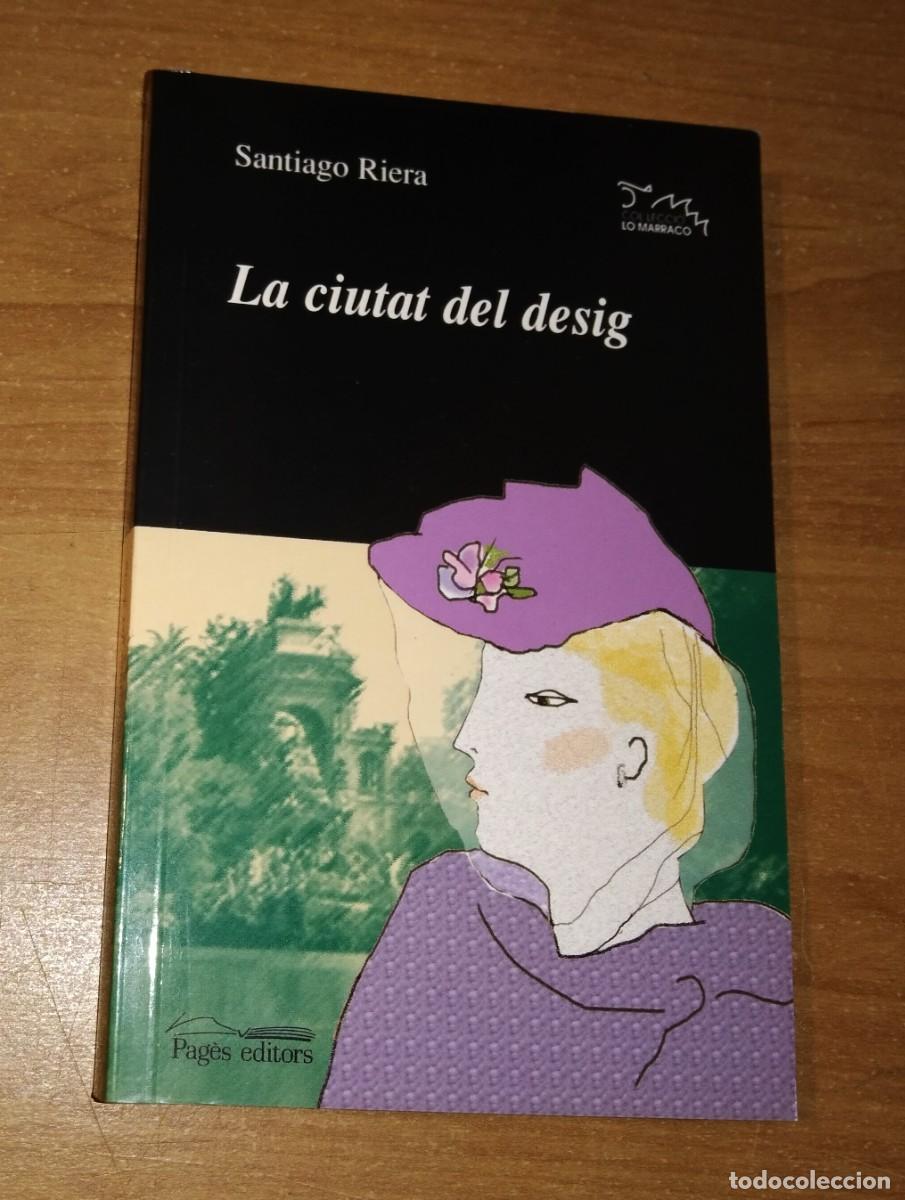 Santiago Riera
COL·LECCIÓ
LO MARRACO
La ciutat del desig
Pagès editors
todocoleccion